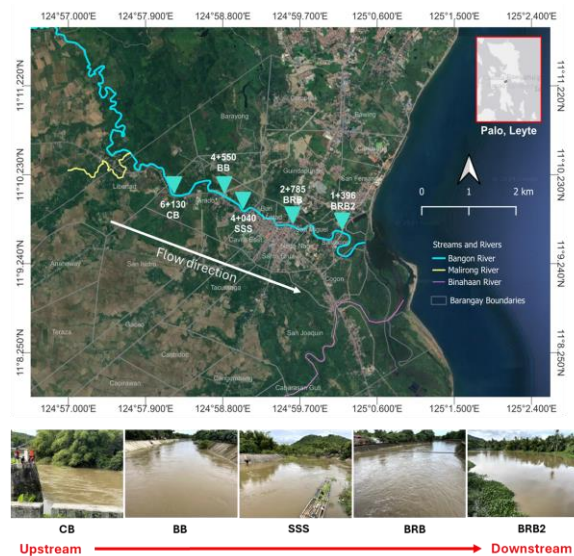 124°57.000'E 124°57.900'E 124°58.800'E 124°59.700'E 125°0.600'E 125°1.500'E 125°2.400'E
11°11.220'N
11°11.220'N
Palo, Leyte
Barayong
4+550
BB
11°10.230'N
11°10.230'N
Libertad
2+785
BRB
1+396
BRB2
6+130
CB
4+040
SSS
0 1 2 km
Flow direction
Streams and Rivers
Bangon River
Malirong River
Binahaan River
Barangay Boundaries
11°9.240'N
11°9.240'N
Cogon
San Joaquin
11°8.250'N
11°8.250'N
124°57.000'E 124°57.900'E 124°58.800'E 124°59.700'E 125°0.600'E 125°1.500'E 125°2.400'E
CB BB SSS BRB BRB2
Upstream Downstream